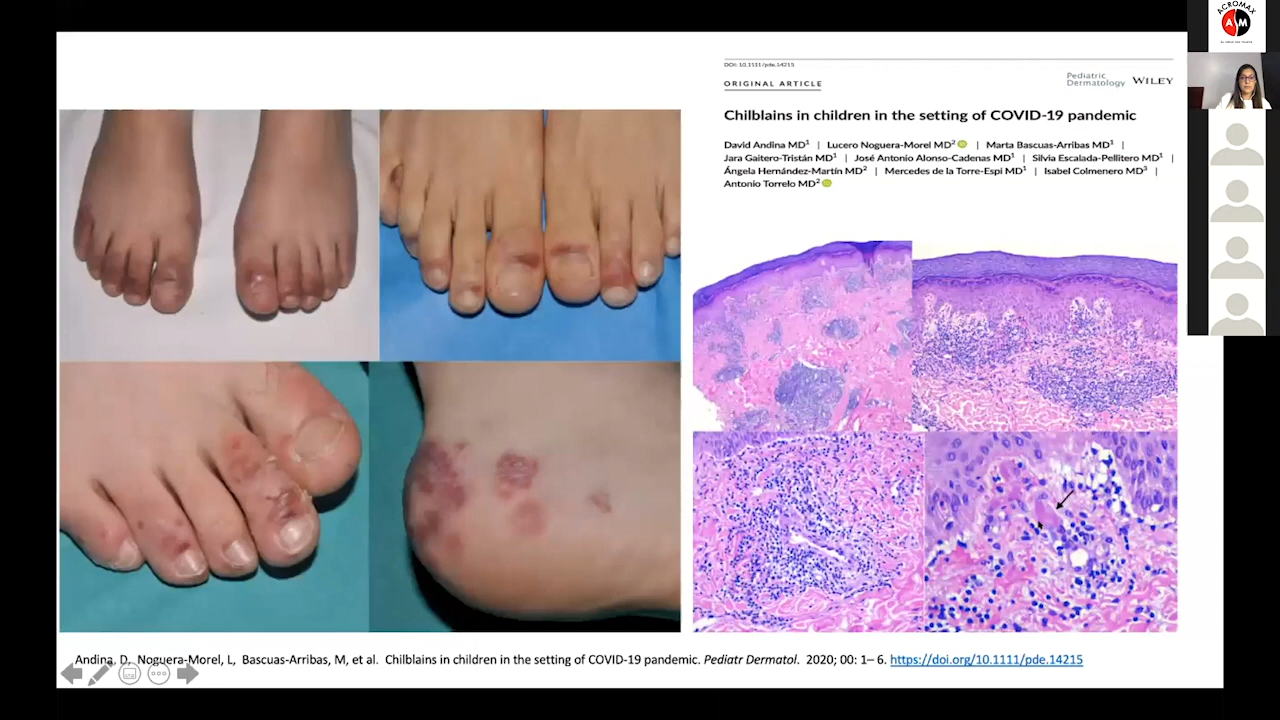 ACROMAX
AM
DOI: 10.1111/pde.14215
ORIGINAL ARTICLE
Pediatric
Dermatology WILEY
Chilblains in children in the setting of COVID-19 pandemic
David Andina MD¹ | Lucero Noguera-Morel MD² | Marta Bascuas-Arribas MD¹ |
Jara Gaitero-Tristán MD¹ | José Antonio Alonso-Cadenas MD¹ | Silvia Escalada-Pellitero MD¹ |
Ángela Hernández-Martín MD² | Mercedes de la Torre-Espi MD¹ | Isabel Colmenero MD³ |
Antonio Torrelo MD²
Andina, D, Noguera-Morel, L, Bascuas-Arribas, M, et al. Chilblains in children in the setting of COVID-19 pandemic. Pediatr Dermatol. 2020; 00: 1– 6. https://doi.org/10.1111/pde.14215